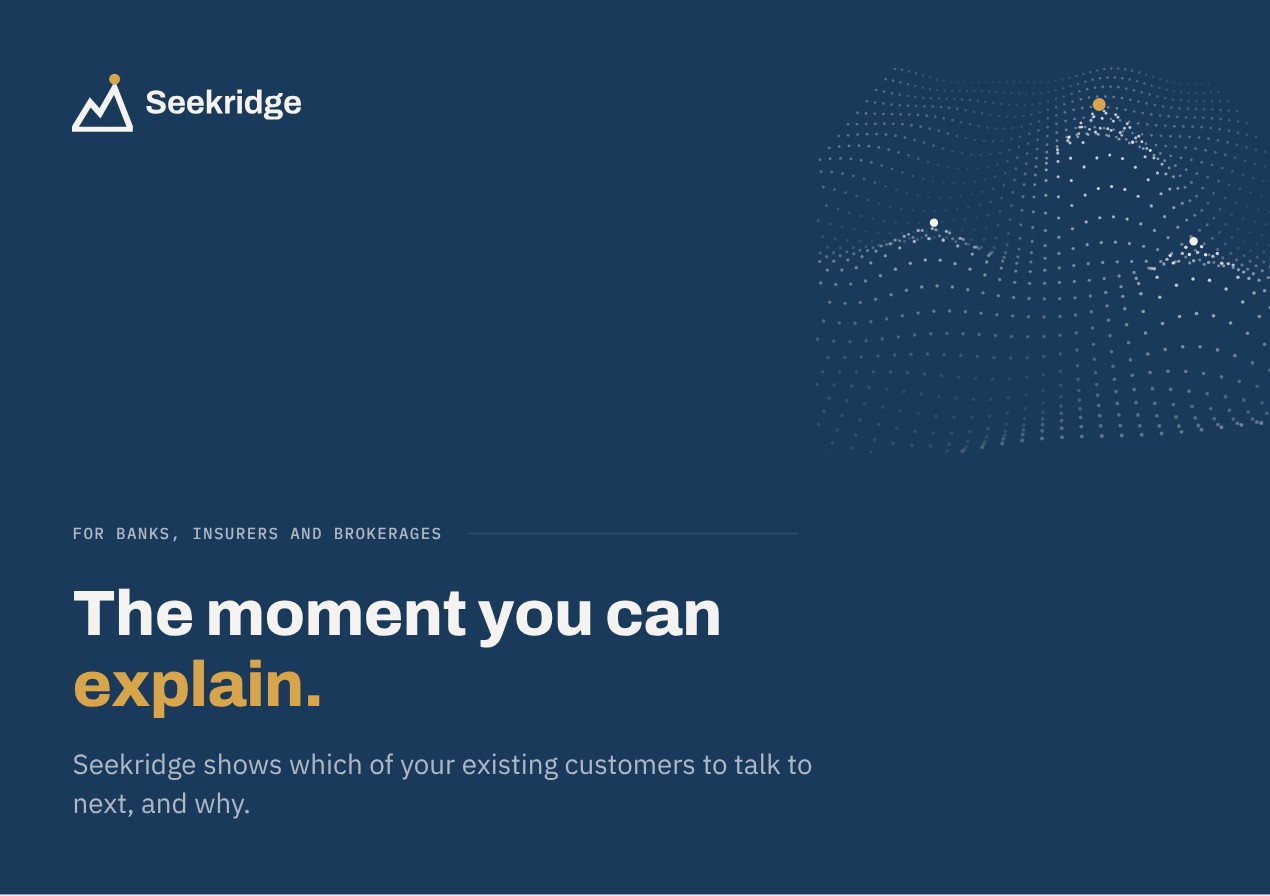 Seekridge
FOR BANKS, INSURERS AND BROKERAGES
The moment you can
explain.
Seekridge shows which of your existing customers to talk to
next, and why.